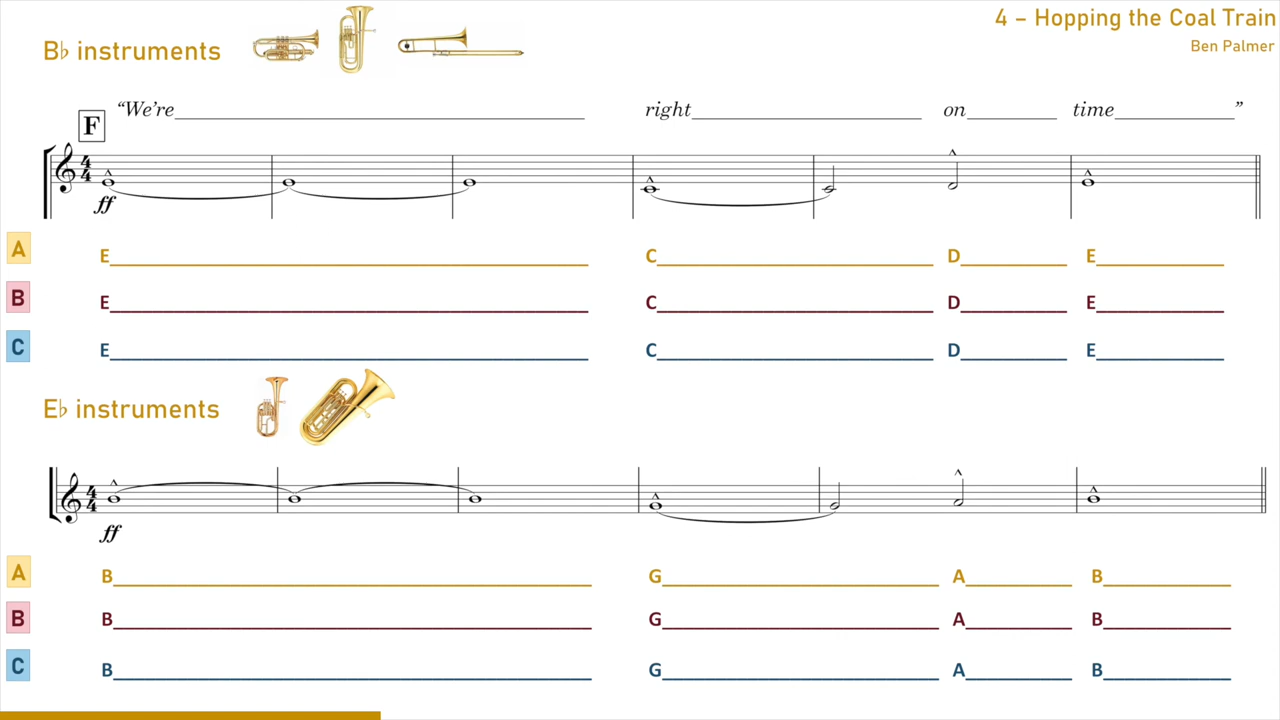 4 – Hopping the Coal Train
Ben Palmer
B♭ instruments
“We’re right on time ”
F
ff
A E C D E
B E C D E
C E C D E
E♭ instruments
ff
A B G A B
B B G A B
C B G A B